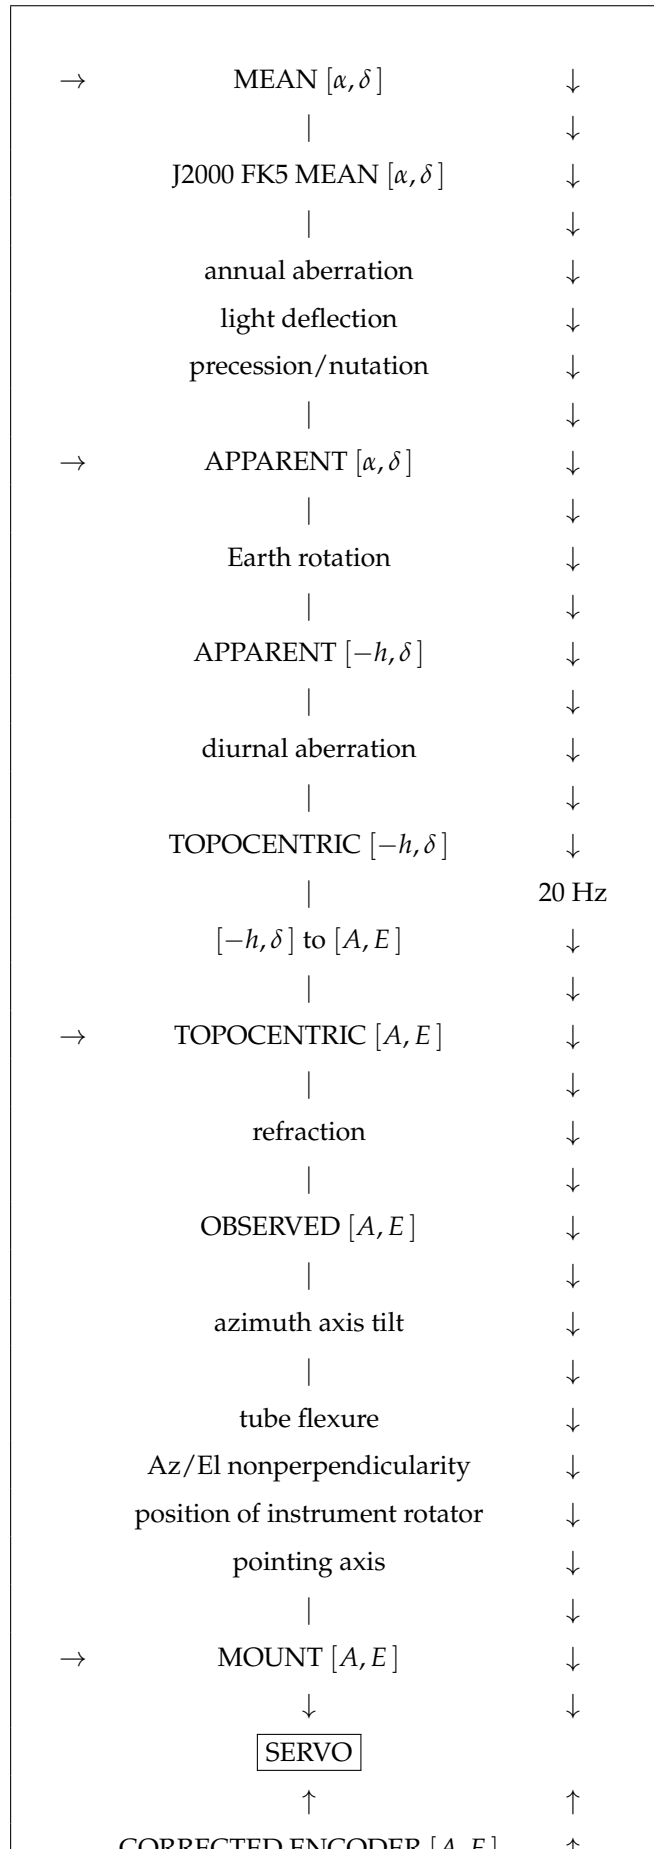 → MEAN [α, δ] ↓
| ↓
J2000 FK5 MEAN [α, δ] ↓
| ↓
annual aberration ↓
light deflection ↓
precession/nutation ↓
| ↓
→ APPARENT [α, δ] ↓
| ↓
Earth rotation ↓
| ↓
APPARENT [−h, δ] ↓
| ↓
diurnal aberration ↓
| ↓
TOPOCENTRIC [−h, δ] ↓
| 20 Hz
[−h, δ] to [A, E] ↓
| ↓
→ TOPOCENTRIC [A, E] ↓
| ↓
refraction ↓
| ↓
OBSERVED [A, E] ↓
| ↓
azimuth axis tilt ↓
| ↓
tube flexure ↓
Az/El nonperpendicularity ↓
position of instrument rotator ↓
pointing axis ↓
| ↓
→ MOUNT [A, E] ↓
↓ ↓
SERVO
↑ ↑
CORRECTED ENCODER [A, E] ↑